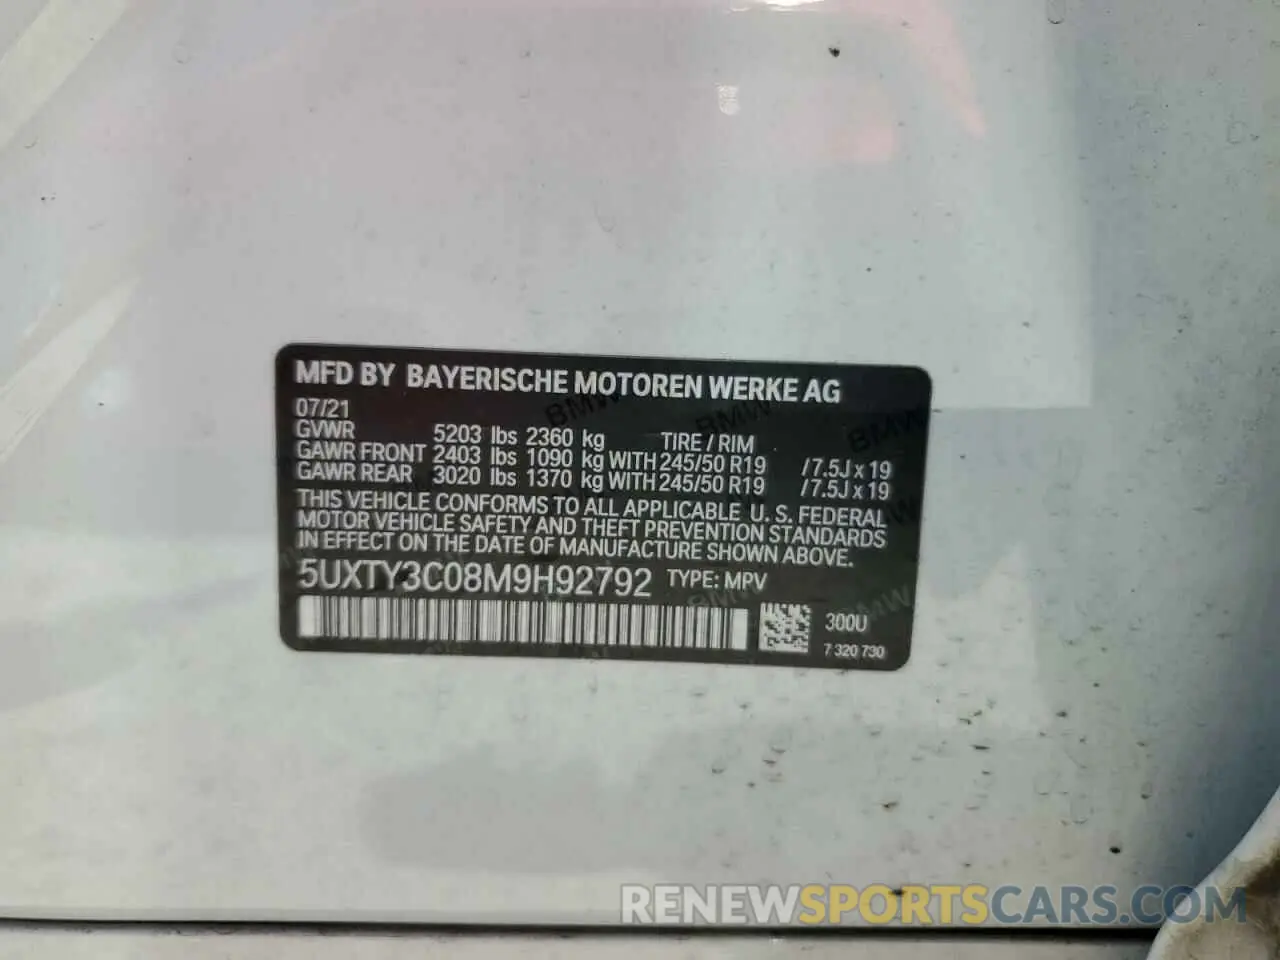 MFD BY BAYERISCHE MOTOREN WERKE AG
07/21
GVWR 5203 lbs 2360 kg TIRE / RIM
GAWR FRONT 2403 lbs 1090 kg WITH 245/50 R19 /7.5J x 19
GAWR REAR 3020 lbs 1370 kg WITH 245/50 R19 /7.5J x 19
THIS VEHICLE CONFORMS TO ALL APPLICABLE U. S. FEDERAL
MOTOR VEHICLE SAFETY AND THEFT PREVENTION STANDARDS
IN EFFECT ON THE DATE OF MANUFACTURE SHOWN ABOVE.
5UXTY3C08M9H92792 TYPE: MPV
300U
7 320 730
RENEWSPORTSCARS.COM